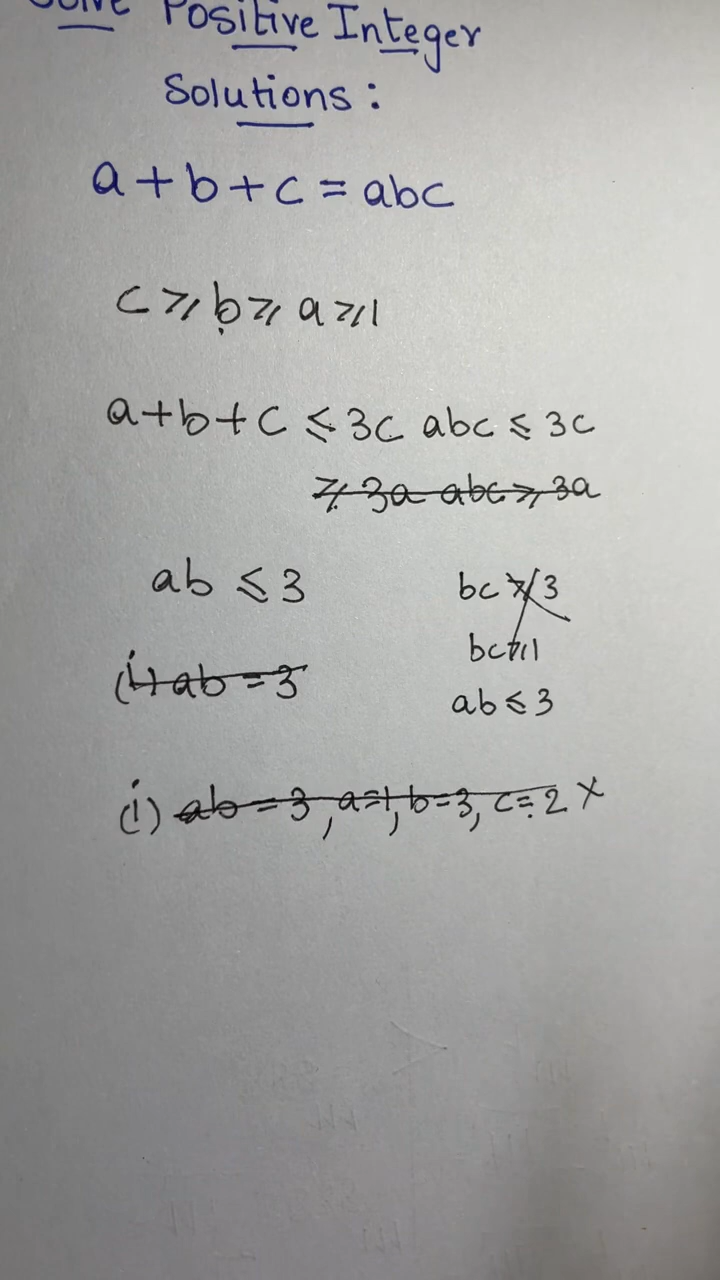 Solve Positive Integer
Solutions :
a + b + c = abc
c ⩾ b ⩾ a ⩾ 1
a + b + c ⩽ 3c abc ⩽ 3c
⩾ 3a abc ⩾ 3a
ab ⩽ 3
bc ⩾ 3
bc ⩾ 1
(i) ab = 3
ab ⩽ 3
(i) ab = 3, a=1, b=3, c=2 ×